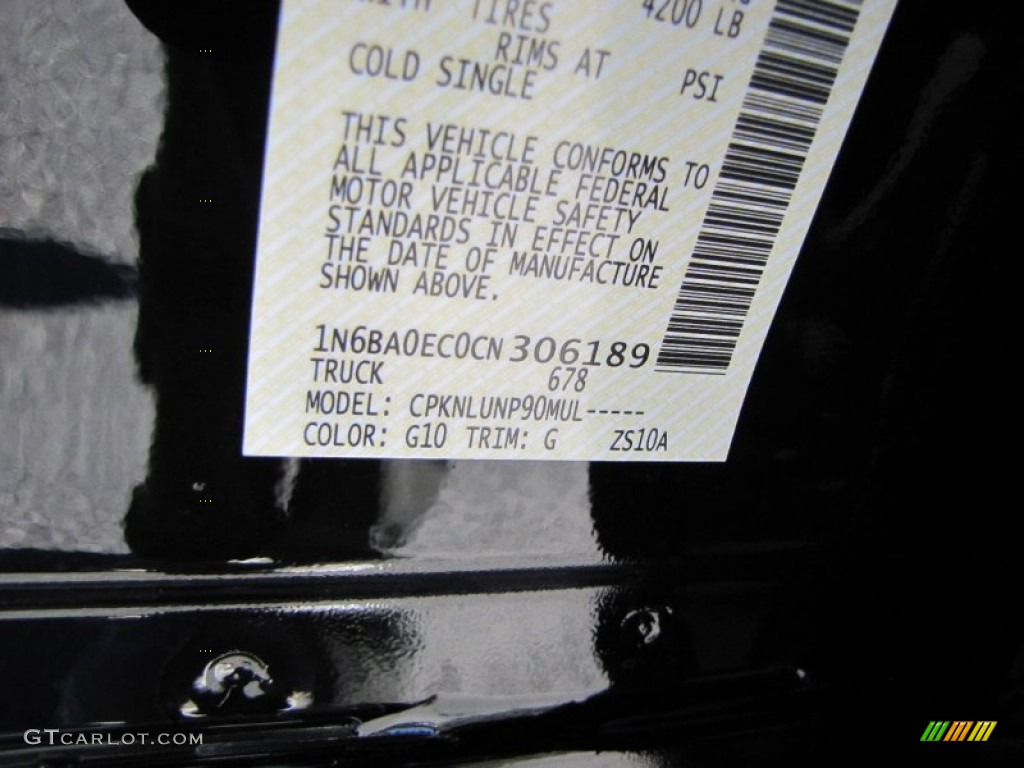 TIRES 4200 LB
RIMS AT
COLD SINGLE PSI
THIS VEHICLE CONFORMS TO
ALL APPLICABLE FEDERAL
MOTOR VEHICLE SAFETY
STANDARDS IN EFFECT ON
THE DATE OF MANUFACTURE
SHOWN ABOVE.
1N6BA0EC0CN 306189
TRUCK 678
MODEL: CPKNLUNP90MUL-----
COLOR: G10 TRIM: G ZS10A
GTCARLOT.COM